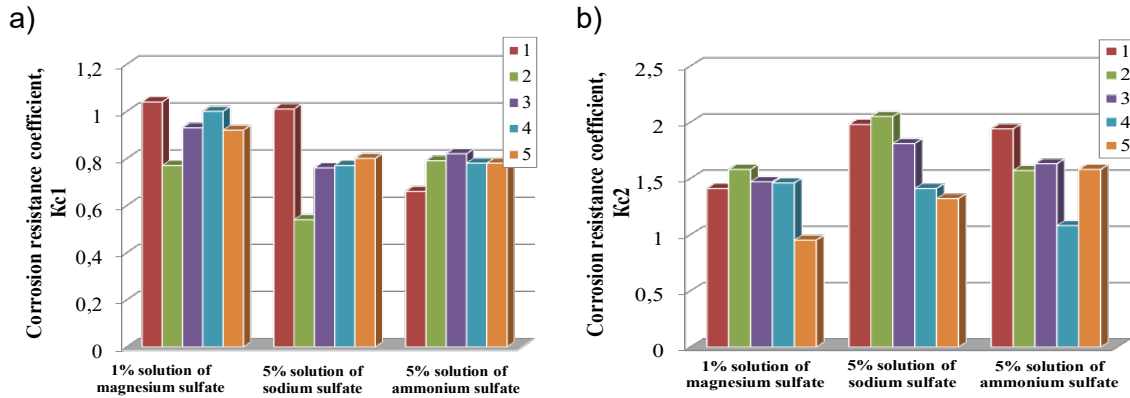 a)
Corrosion resistance coefficient,
Kc1
1,2
1
0,8
0,6
0,4
0,2
0
1
2
3
4
5
1% solution of
magnesium sulfate
5% solution of
sodium sulfate
5% solution of
ammonium sulfate
b)
Corrosion resistance coefficient,
Kc2
2,5
2
1,5
1
0,5
0
1
2
3
4
5
1% solution of
magnesium sulfate
5% solution of
sodium sulfate
5% solution of
ammonium sulfate